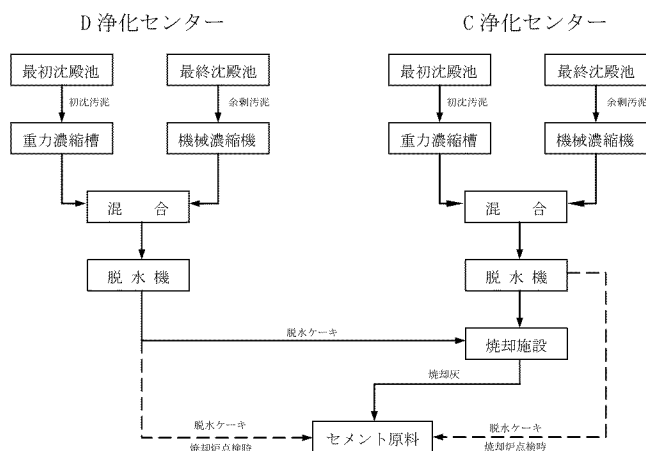 D 浄化センター
C 浄化センター
最初沈殿池
最終沈殿池
最初沈殿池
最終沈殿池
初沈汚泥
余剰汚泥
初沈汚泥
余剰汚泥
重力濃縮槽
機械濃縮機
重力濃縮槽
機械濃縮機
混 合
混 合
脱 水 機
脱 水 機
脱水ケーキ
焼却施設
焼却灰
脱水ケーキ
焼却炉点検時
セメント原料
脱水ケーキ
焼却炉点検時